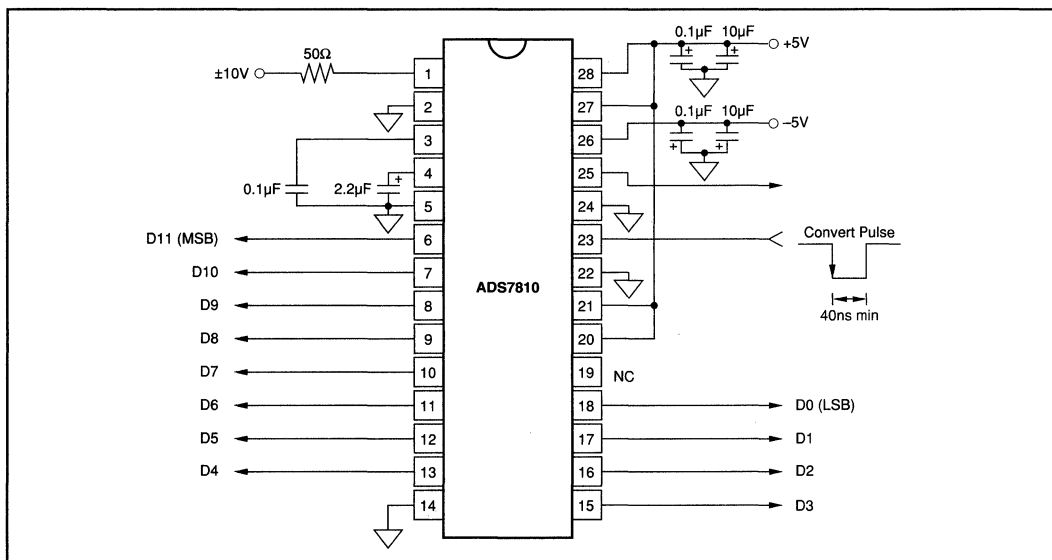 ±10V
50Ω
0.1µF
2.2µF
D11 (MSB)
D10
D9
D8
D7
D6
D5
D4
1
2
3
4
5
6
7
8
9
10
11
12
13
14
ADS7810
28
27
26
25
24
23
22
21
20
19
18
17
16
15
0.1µF 10µF
+5V
0.1µF 10µF
–5V
Convert Pulse
40ns min
NC
D0 (LSB)
D1
D2
D3